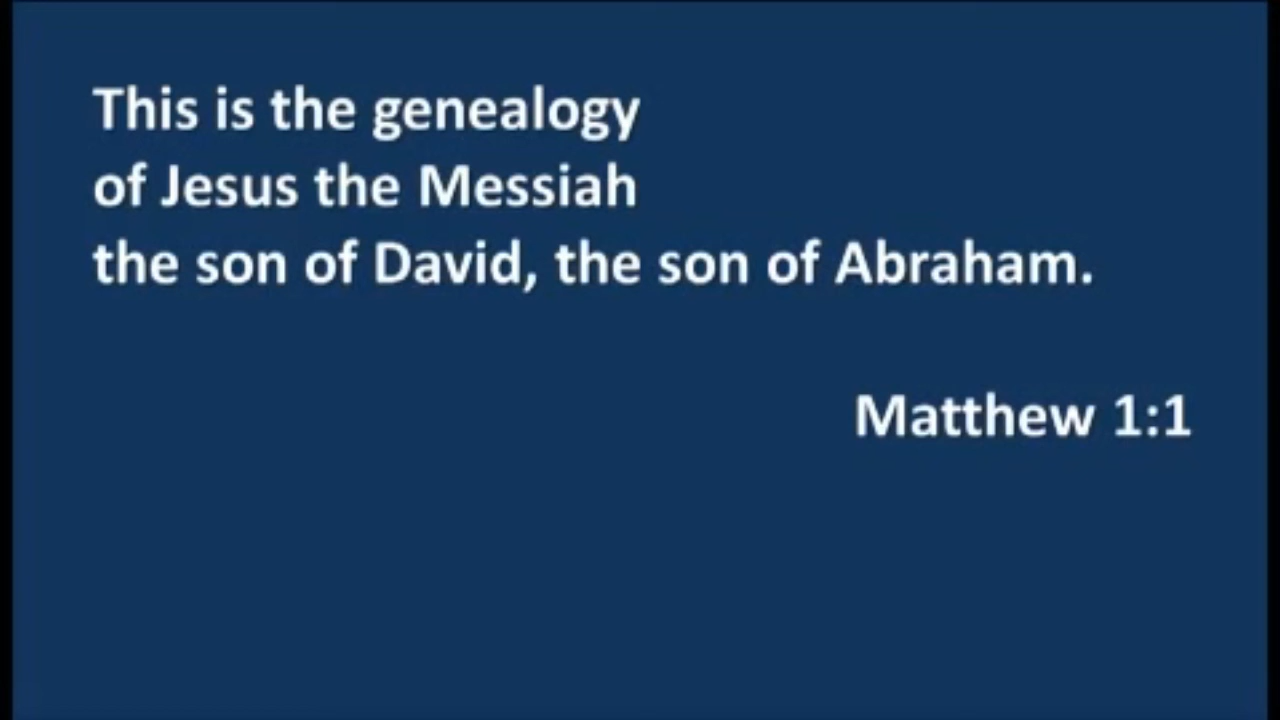 This is the genealogy
of Jesus the Messiah
the son of David, the son of Abraham.
Matthew 1:1